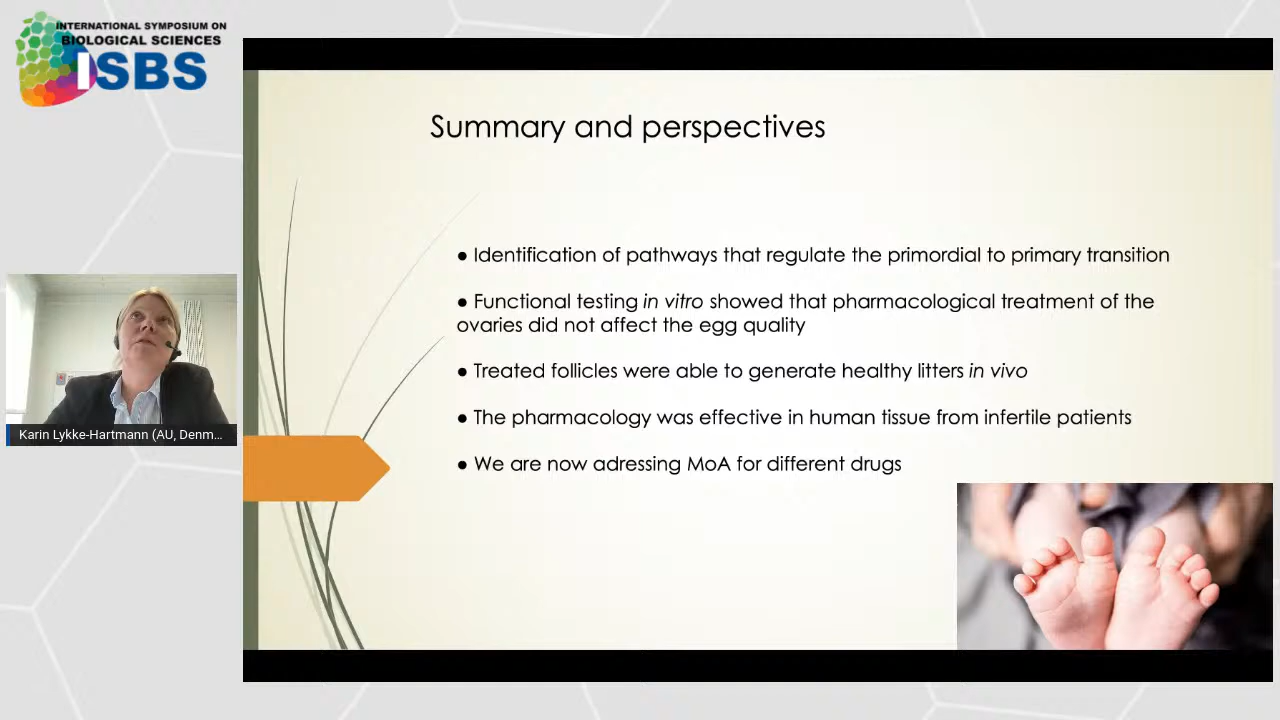 INTERNATIONAL SYMPOSIUM ON
BIOLOGICAL SCIENCES
ISBS
Summary and perspectives
● Identification of pathways that regulate the primordial to primary transition
● Functional testing in vitro showed that pharmacological treatment of the
ovaries did not affect the egg quality
● Treated follicles were able to generate healthy litters in vivo
● The pharmacology was effective in human tissue from infertile patients
● We are now adressing MoA for different drugs
Karin Lykke-Hartmann (AU, Denm...